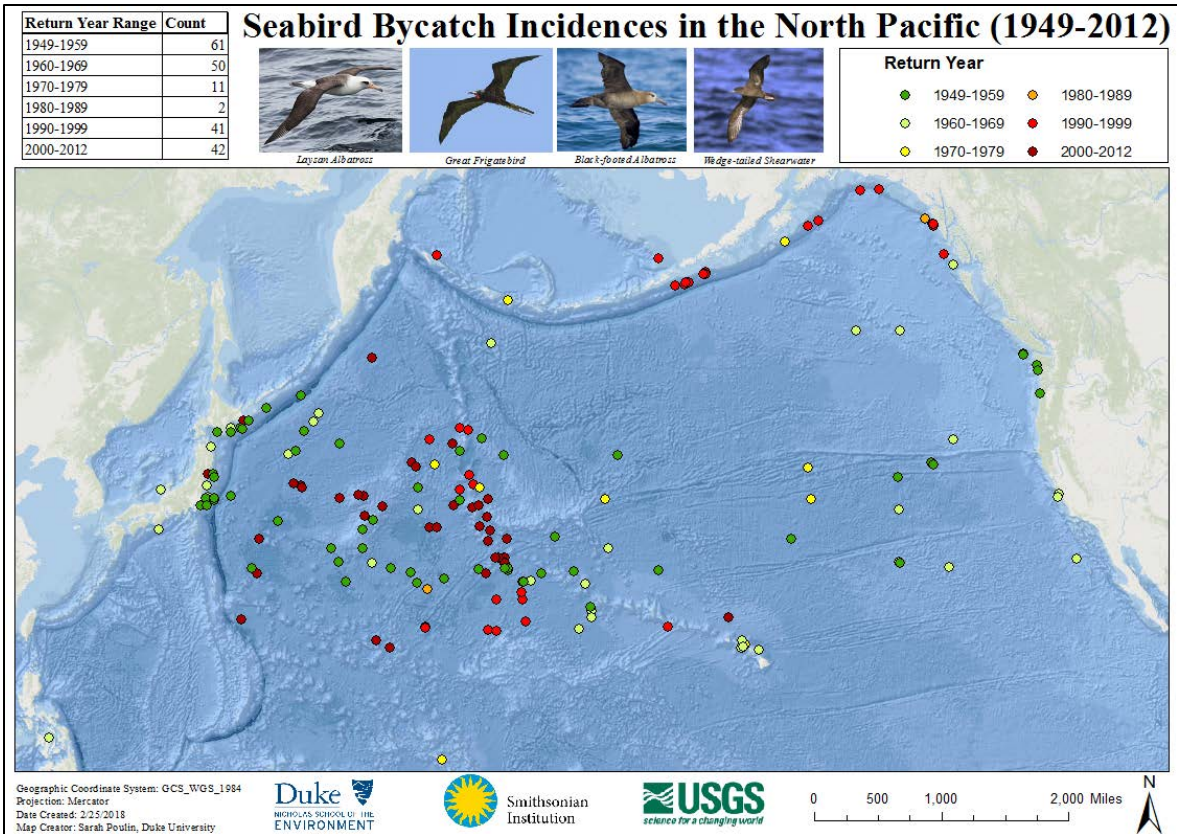 Seabird Bycatch Incidences in the North Pacific (1949-2012)
Return Year Range Count
1949-1959 61
1960-1969 50
1970-1979 11
1980-1989 2
1990-1999 41
2000-2012 42
Laysan Albatross
Great Frigatebird
Black-footed Albatross
Wedge-tailed Shearwater
Return Year
1949-1959 1980-1989
1960-1969 1990-1999
1970-1979 2000-2012
Geographic Coordinate System: GCS_WGS_1984
Projection: Mercator
Date Created: 2/25/2018
Map Creator: Sarah Poulin, Duke University
Duke
NICHOLAS SCHOOL OF THE
ENVIRONMENT
Smithsonian
Institution
USGS
science for a changing world
0 500 1,000 2,000 Miles
N